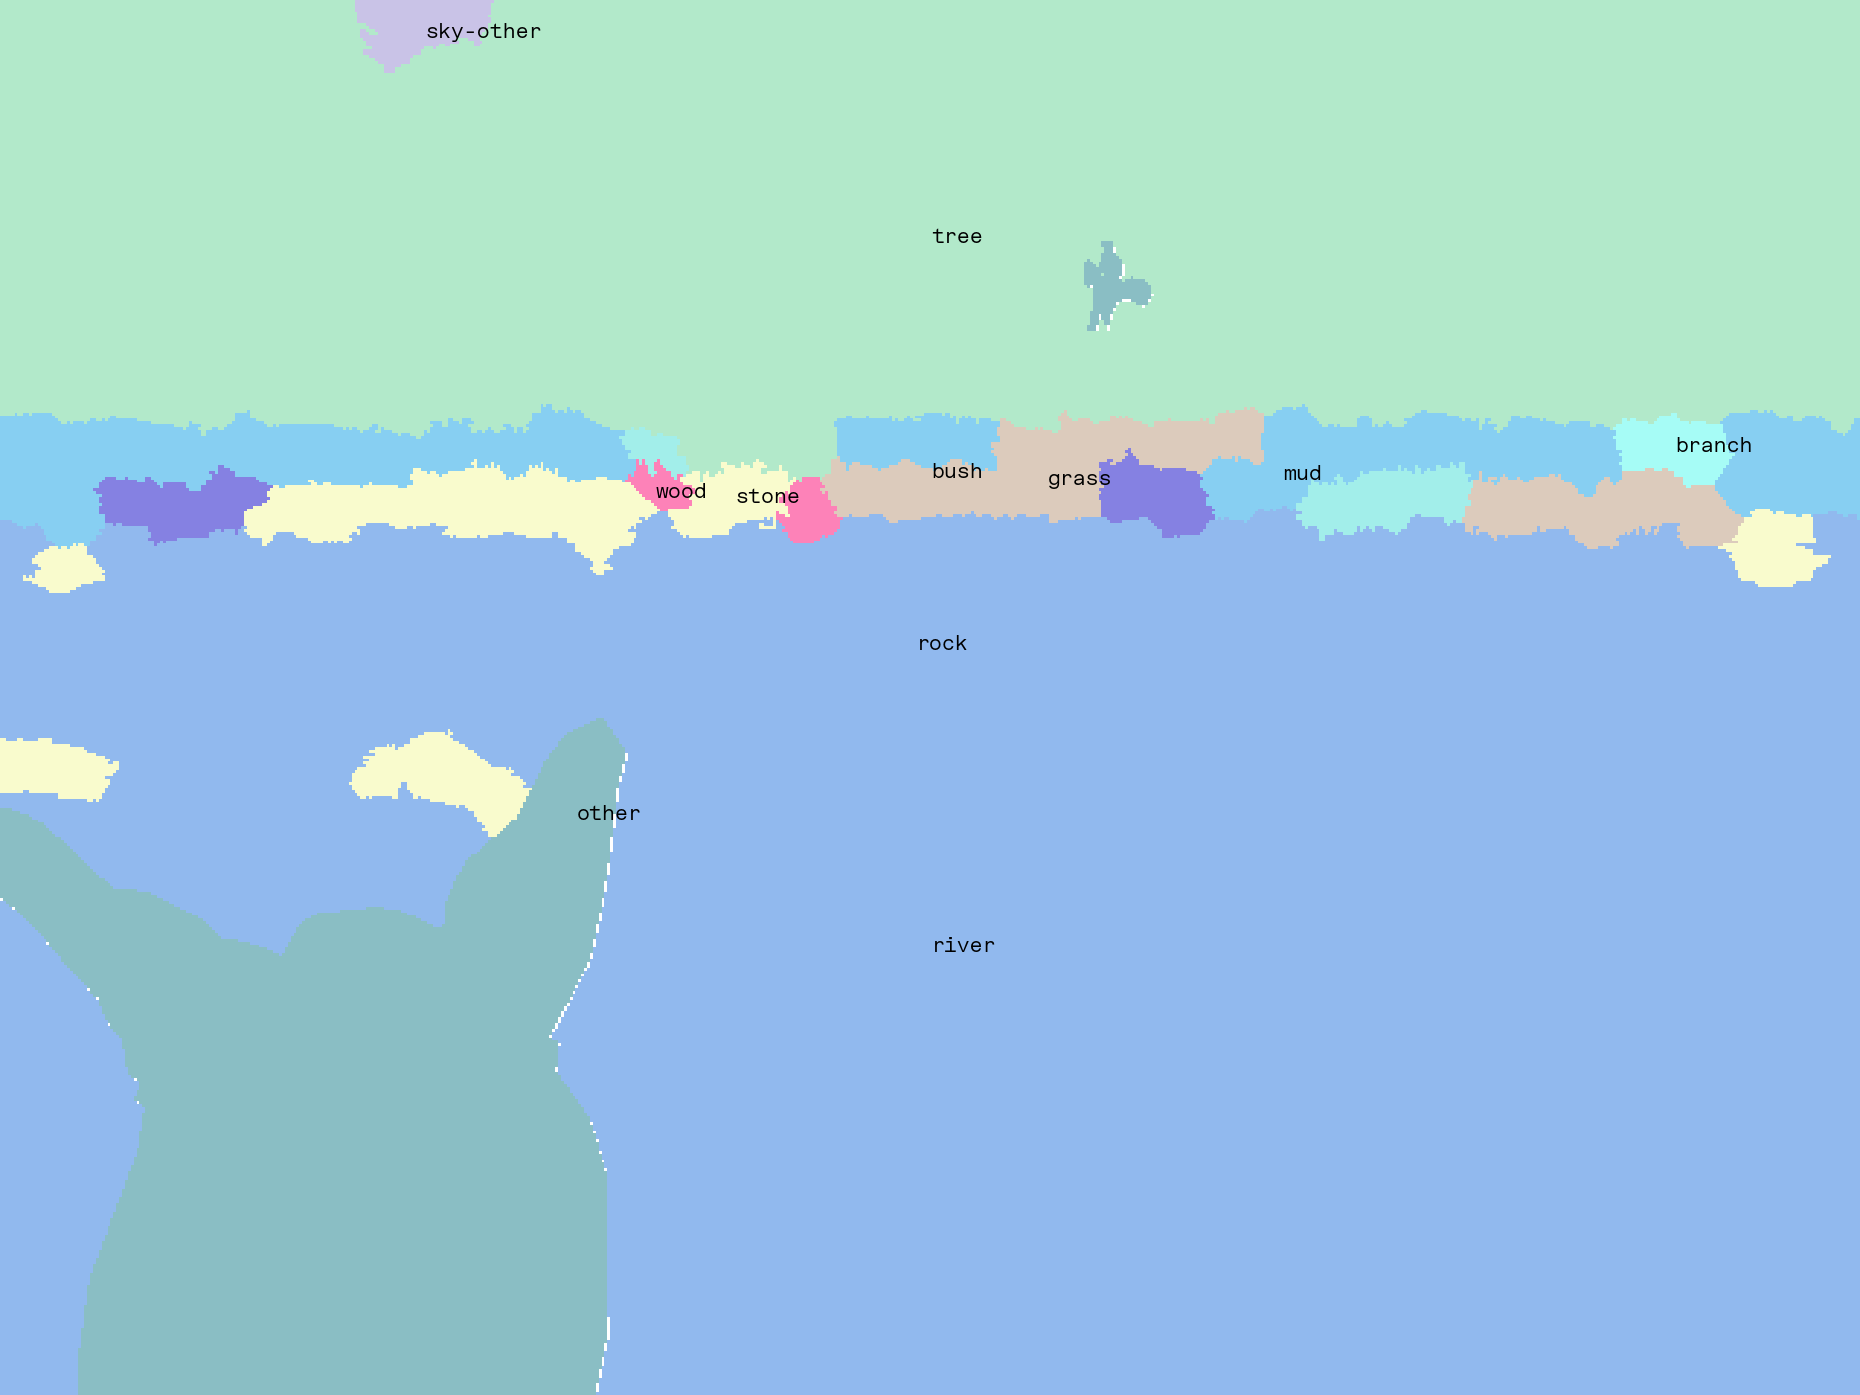 sky-other
tree
branch
bush
mud
grass
wood
stone
rock
other
river